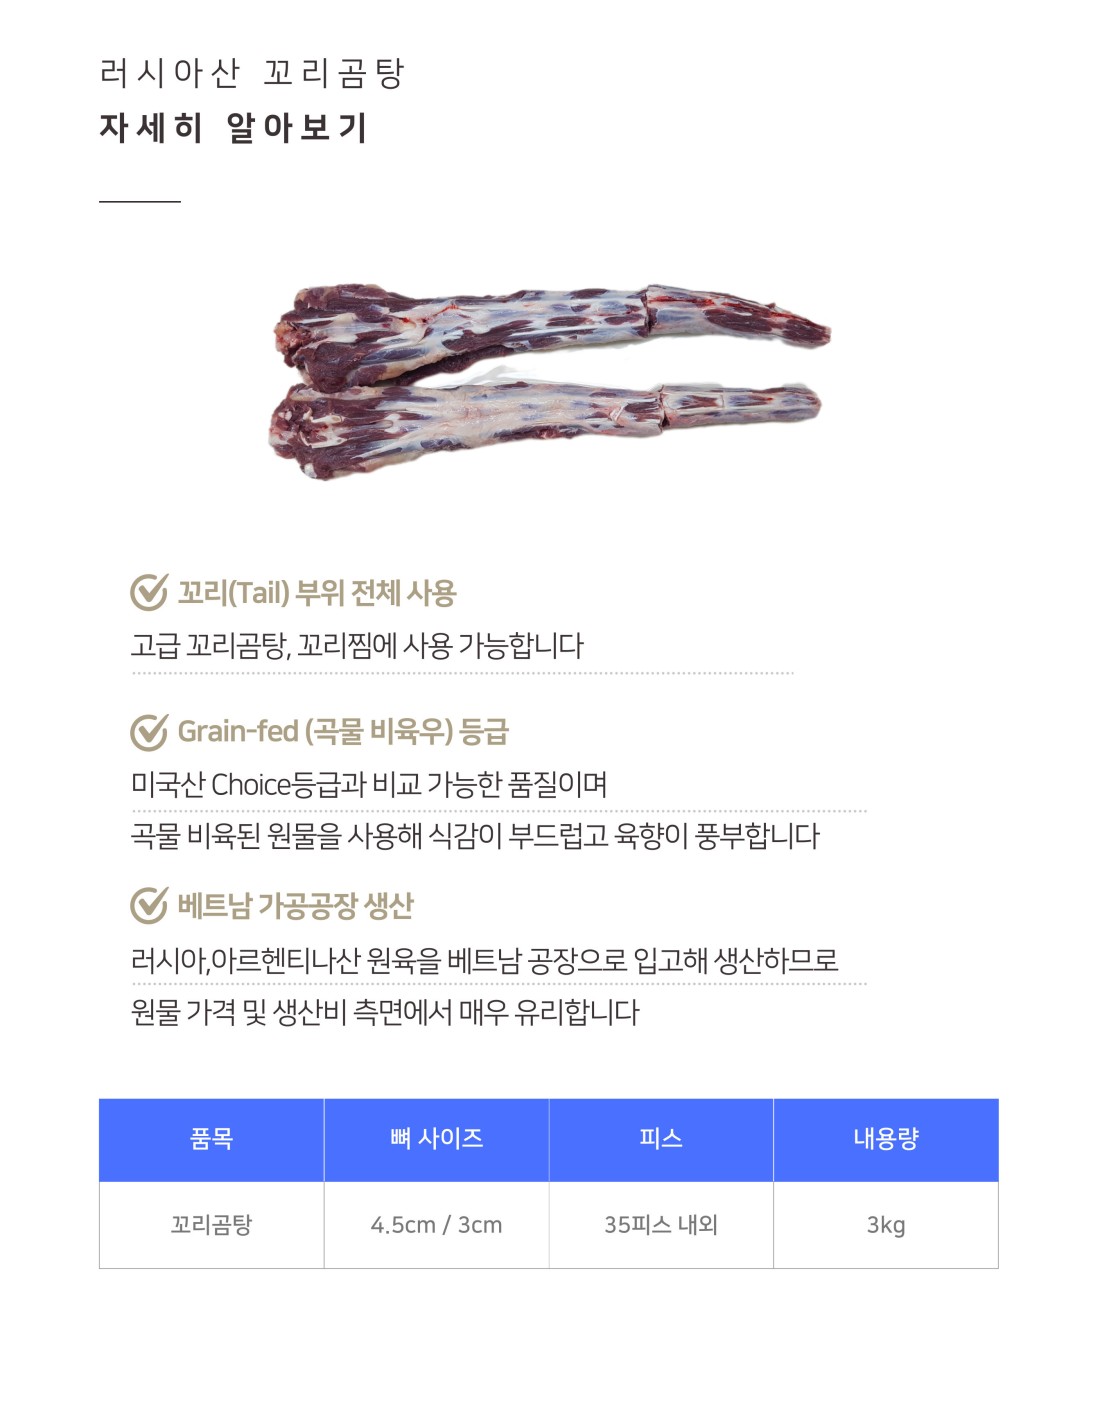 러시아산 꼬리곰탕
자세히 알아보기
꼬리(Tail) 부위 전체 사용
고급 꼬리곰탕, 꼬리찜에 사용 가능합니다
Grain-fed (곡물 비육우) 등급
미국산 Choice등급과 비교 가능한 품질이며
곡물 비육된 원물을 사용해 식감이 부드럽고 육향이 풍부합니다
베트남 가공공장 생산
러시아,아르헨티나산 원육을 베트남 공장으로 입고해 생산하므로
원물 가격 및 생산비 측면에서 매우 유리합니다
품목 뼈 사이즈 피스 내용량
꼬리곰탕 4.5cm / 3cm 35피스 내외 3kg